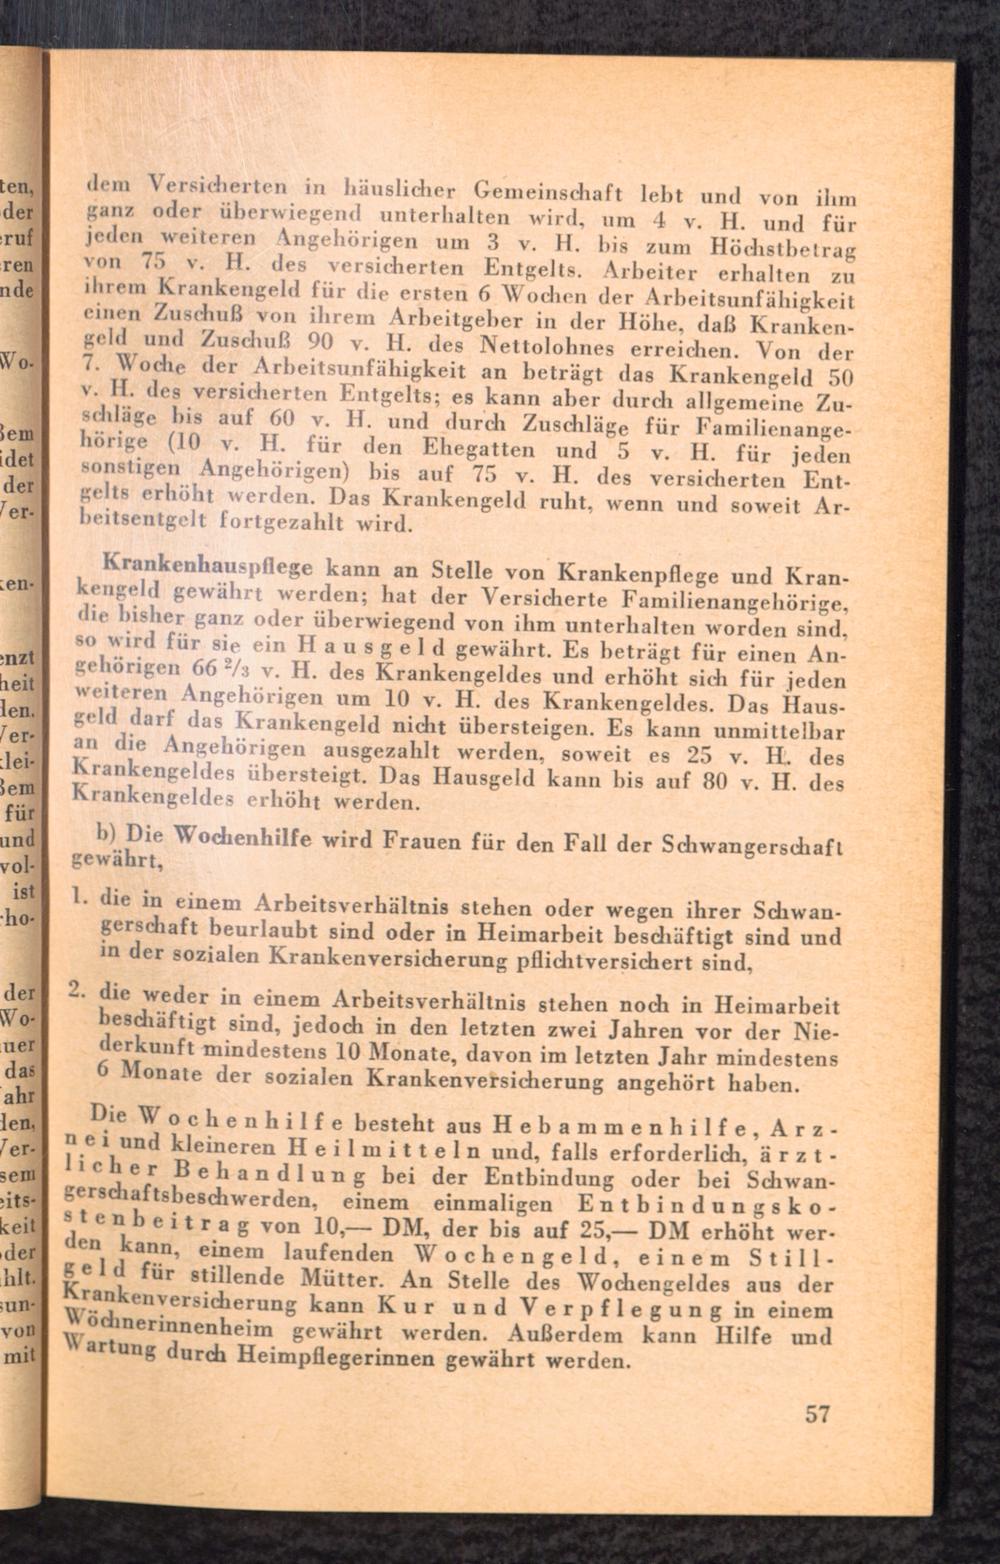 dem Versicherten in häuslicher Gemeinschaft lebt und von ihm
ganz oder überwiegend unterhalten wird, um 4 v. H. und für
jeden weiteren Angehörigen um 3 v. H. bis zum Höchstbetrag
von 75 v. H. des versicherten Entgelts. Arbeiter erhalten zu
ihrem Krankengeld für die ersten 6 Wochen der Arbeitsunfähigkeit
einen Zuschuß von ihrem Arbeitgeber in der Höhe, daß Kranken-
geld und Zuschuß 90 v. H. des Nettolohnes erreichen. Von der
7. Woche der Arbeitsunfähigkeit an beträgt das Krankengeld 50
v. H. des versicherten Entgelts; es kann aber durch allgemeine Zu-
schläge bis auf 60 v. H. und durch Zuschläge für Familienange-
hörige (10 v. H. für den Ehegatten und 5 v. H. für jeden
sonstigen Angehörigen) bis auf 75 v. H. des versicherten Ent-
gelts erhöht werden. Das Krankengeld ruht, wenn und soweit Ar-
beitsentgelt fortgezahlt wird.
Krankenhauspflege kann an Stelle von Krankenpflege und Kran-
kengeld gewährt werden; hat der Versicherte Familienangehörige,
die bisher ganz oder überwiegend von ihm unterhalten worden sind,
so wird für sie ein Hausgeld gewährt. Es beträgt für einen An-
gehörigen 66 2/3 v. H. des Krankengeldes und erhöht sich für jeden
weiteren Angehörigen um 10 v. H. des Krankengeldes. Das Haus-
geld darf das Krankengeld nicht übersteigen. Es kann unmittelbar
an die Angehörigen ausgezahlt werden, soweit es 25 v. H. des
Krankengeldes übersteigt. Das Hausgeld kann bis auf 80 v. H. des
Krankengeldes erhöht werden.
b) Die Wochenhilfe wird Frauen für den Fall der Schwangerschaft
gewährt,
1. die in einem Arbeitsverhältnis stehen oder wegen ihrer Schwan-
gerschaft beurlaubt sind oder in Heimarbeit beschäftigt sind und
in der sozialen Krankenversicherung pflichtversichert sind,
2. die weder in einem Arbeitsverhältnis stehen noch in Heimarbeit
beschäftigt sind, jedoch in den letzten zwei Jahren vor der Nie-
derkunft mindestens 10 Monate, davon im letzten Jahr mindestens
6 Monate der sozialen Krankenversicherung angehört haben.
Die Wochenhilfe besteht aus Hebammenhilfe, Arz-
nei und kleineren Heilmitteln und, falls erforderlich, ärzt-
licher Behandlung bei der Entbindung oder bei Schwan-
gerschaftsbeschwerden, einem einmaligen Entbindungsko-
stenbeitrag von 10,— DM, der bis auf 25,— DM erhöht wer-
den kann, einem laufenden Wochengeld, einem Still-
geld für stillende Mütter. An Stelle des Wochengeldes aus der
Krankenversicherung kann Kur und Verpflegung in einem
Wöchnerinnenheim gewährt werden. Außerdem kann Hilfe und
Wartung durch Heimpflegerinnen gewährt werden.
57